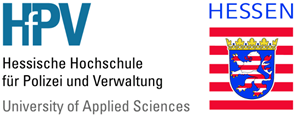 HfPV
HESSEN
Hessische Hochschule
für Polizei und Verwaltung
University of Applied Sciences